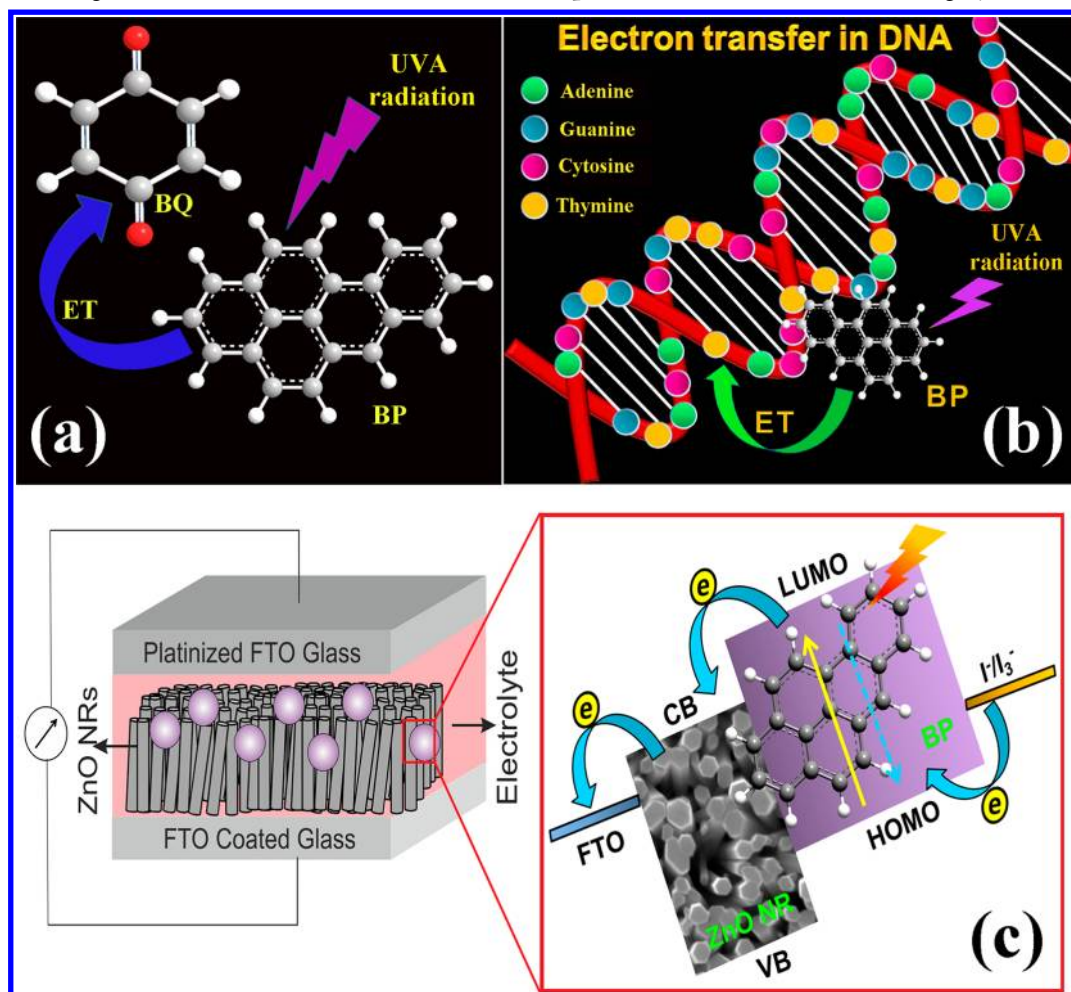 UVA
radiation
BQ
ET
BP
(a)
Electron transfer in DNA
Adenine
Guanine
Cytosine
Thymine
UVA
radiation
BP
ET
(b)
Platinized FTO Glass
ZnO NRs
Electrolyte
FTO Coated Glass
e
LUMO
I-/I3-
e
CB
BP
FTO
HOMO
e
ZnO NR
VB
(c)